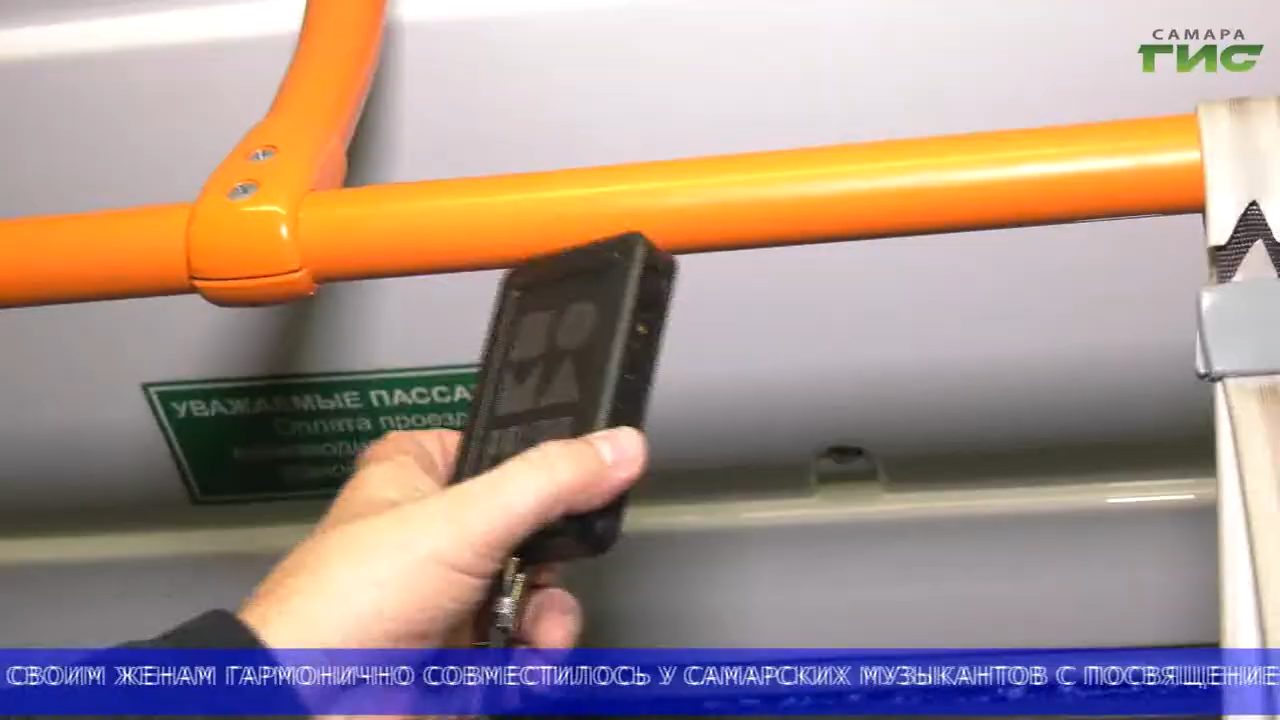 САМАРА
ГИС
УВАЖАЕМЫЕ ПАССА
Оплата проезд
СВОИМ ЖЕНАМ ГАРМОНИЧНО СОВМЕСТИЛОСЬ У САМАРСКИХ МУЗЫКАНТОВ С ПОСВЯЩЕНИЕ